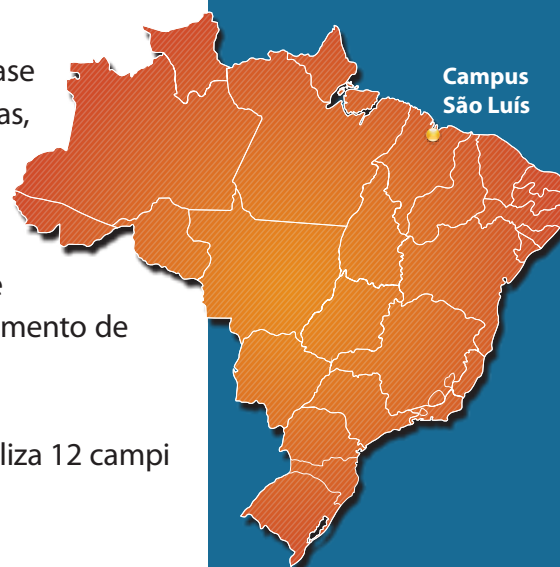 ase
as,
e
mento de
liza 12 campi
Campus
São Luís